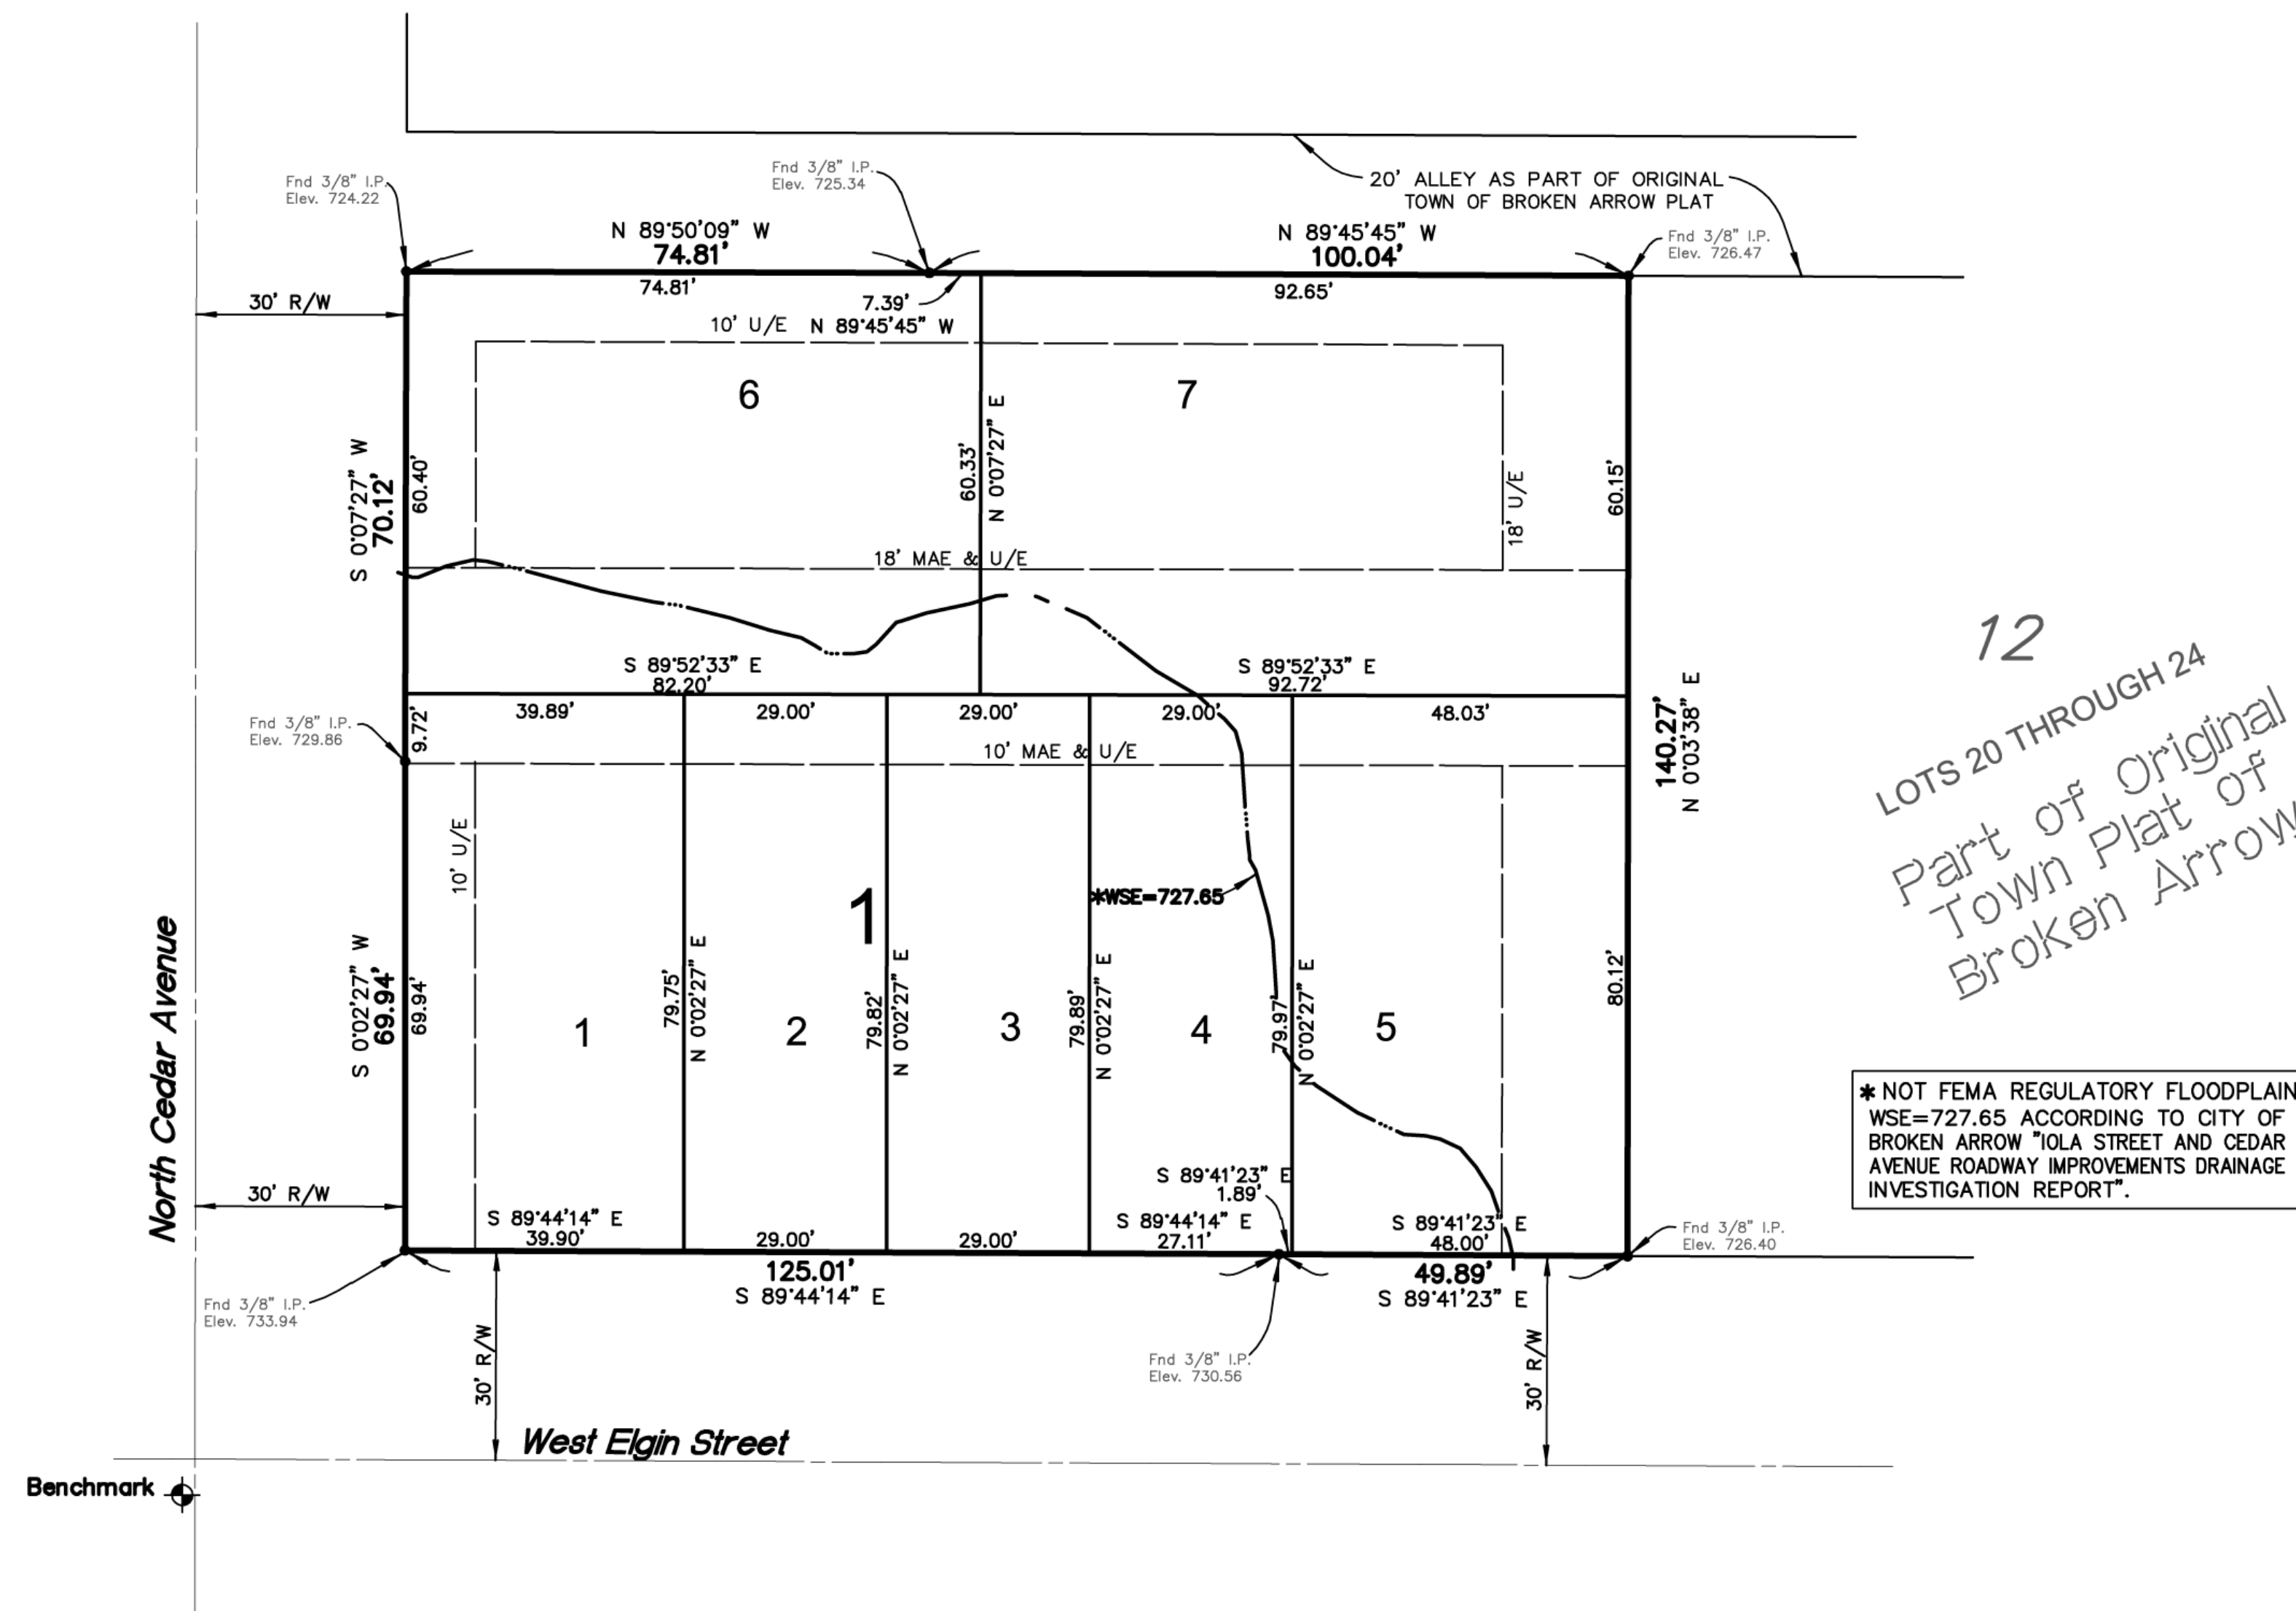 20' ALLEY AS PART OF ORIGINAL
TOWN OF BROKEN ARROW PLAT
Fnd 3/8" I.P.
Elev. 724.22
Fnd 3/8" I.P.
Elev. 725.34
Fnd 3/8" I.P.
Elev. 726.47
N 89°50'09" W
74.81'
N 89°45'45" W
100.04'
74.81'
7.39'
92.65'
30' R/W
10' U/E
N 89°45'45" W
6
7
S 0°07'27" W
70.12'
60.40'
60.33'
N 0°07'27" E
18' U/E
60.15'
18' MAE & U/E
S 89°52'33" E
82.20'
S 89°52'33" E
92.72'
39.89'
29.00'
29.00'
29.00'
48.03'
9.72'
Fnd 3/8" I.P.
Elev. 729.86
10' MAE & U/E
140.27'
N 0°03'38" E
12
LOTS 20 THROUGH 24
Part of Original
Town Plat of
Broken Arrow
10' U/E
1
*WSE=727.65
North Cedar Avenue
S 0°02'27" W
69.94'
69.94'
1
79.75'
N 0°02'27" E
2
79.82'
N 0°02'27" E
3
79.89'
N 0°02'27" E
4
79.97'
N 0°02'27" E
5
80.12'
* NOT FEMA REGULATORY FLOODPLAIN
WSE=727.65 ACCORDING TO CITY OF
BROKEN ARROW "IOLA STREET AND CEDAR
AVENUE ROADWAY IMPROVEMENTS DRAINAGE
INVESTIGATION REPORT".
30' R/W
S 89°44'14" E
39.90'
29.00'
29.00'
S 89°41'23" E
1.89'
S 89°44'14" E
27.11'
S 89°41'23" E
48.00'
Fnd 3/8" I.P.
Elev. 726.40
125.01'
S 89°44'14" E
49.89'
S 89°41'23" E
Fnd 3/8" I.P.
Elev. 733.94
Fnd 3/8" I.P.
Elev. 730.56
30' R/W
30' R/W
West Elgin Street
Benchmark